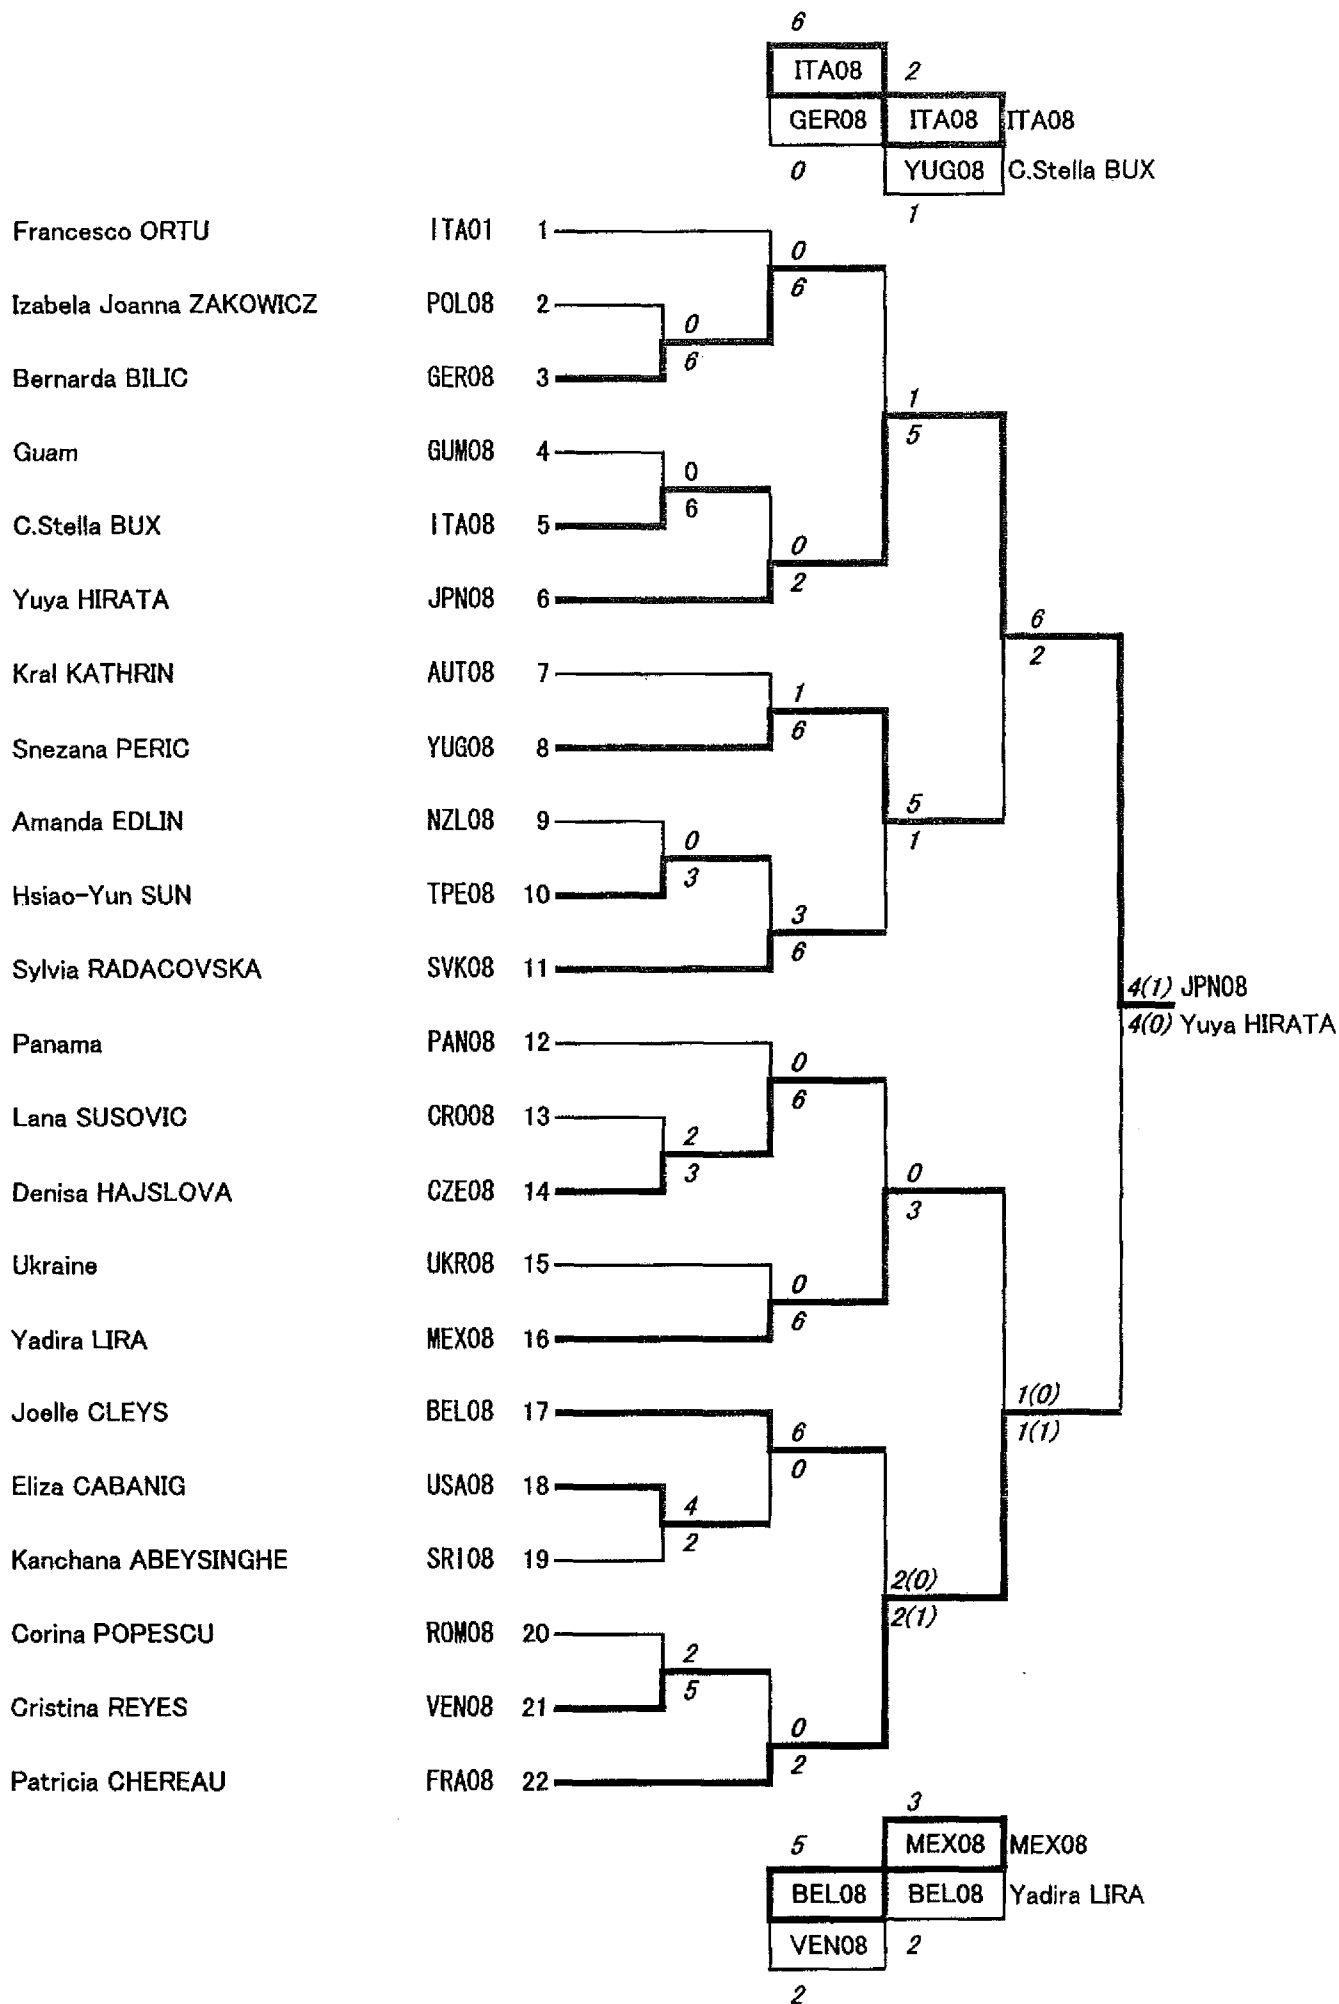 6
ITA08 2
GER08 ITA08 ITA08
0 YUG08 C.Stella BUX
1
Francesco ORTU ITA01 1
0
6
Izabela Joanna ZAKOWICZ POL08 2
0
6
Bernarda BILIC GER08 3
1
5
Guam GUM08 4
0
6
C.Stella BUX ITA08 5
0
2
Yuya HIRATA JPN08 6
6
2
Kral KATHRIN AUT08 7
1
6
Snezana PERIC YUG08 8
5
1
Amanda EDLIN NZL08 9
0
3
Hsiao-Yun SUN TPE08 10
3
6
Sylvia RADACOVSKA SVK08 11
4(1) JPN08
4(0) Yuya HIRATA
Panama PAN08 12
0
6
Lana SUSOVIC CRO08 13
2
3
Denisa HAJSLOVA CZE08 14
0
3
Ukraine UKR08 15
0
6
Yadira LIRA MEX08 16
1(0)
1(1)
Joelle CLEYS BEL08 17
6
0
Eliza CABANIG USA08 18
4
2
Kanchana ABEYSINGHE SRI08 19
2(0)
2(1)
Corina POPESCU ROM08 20
2
5
Cristina REYES VEN08 21
0
2
Patricia CHEREAU FRA08 22
3
5 MEX08 MEX08
BEL08 BEL08 Yadira LIRA
VEN08 2
2